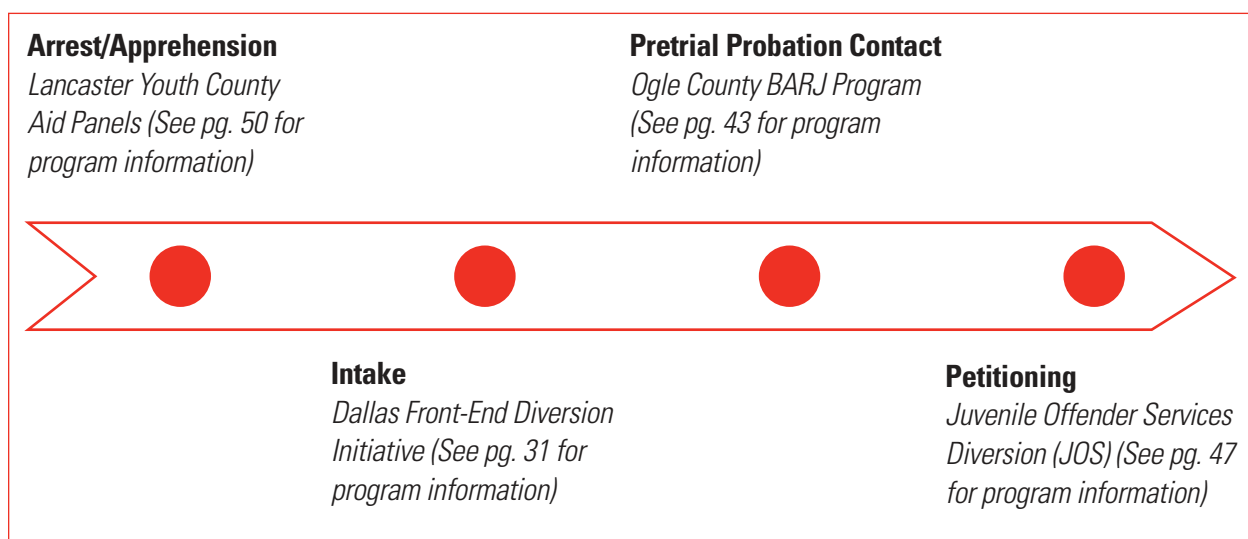 Arrest/Apprehension
Lancaster Youth County
Aid Panels (See pg. 50 for
program information)
Pretrial Probation Contact
Ogle County BARJ Program
(See pg. 43 for program
information)
Intake
Dallas Front-End Diversion
Initiative (See pg. 31 for
program information)
Petitioning
Juvenile Offender Services
Diversion (JOS) (See pg. 47
for program information)